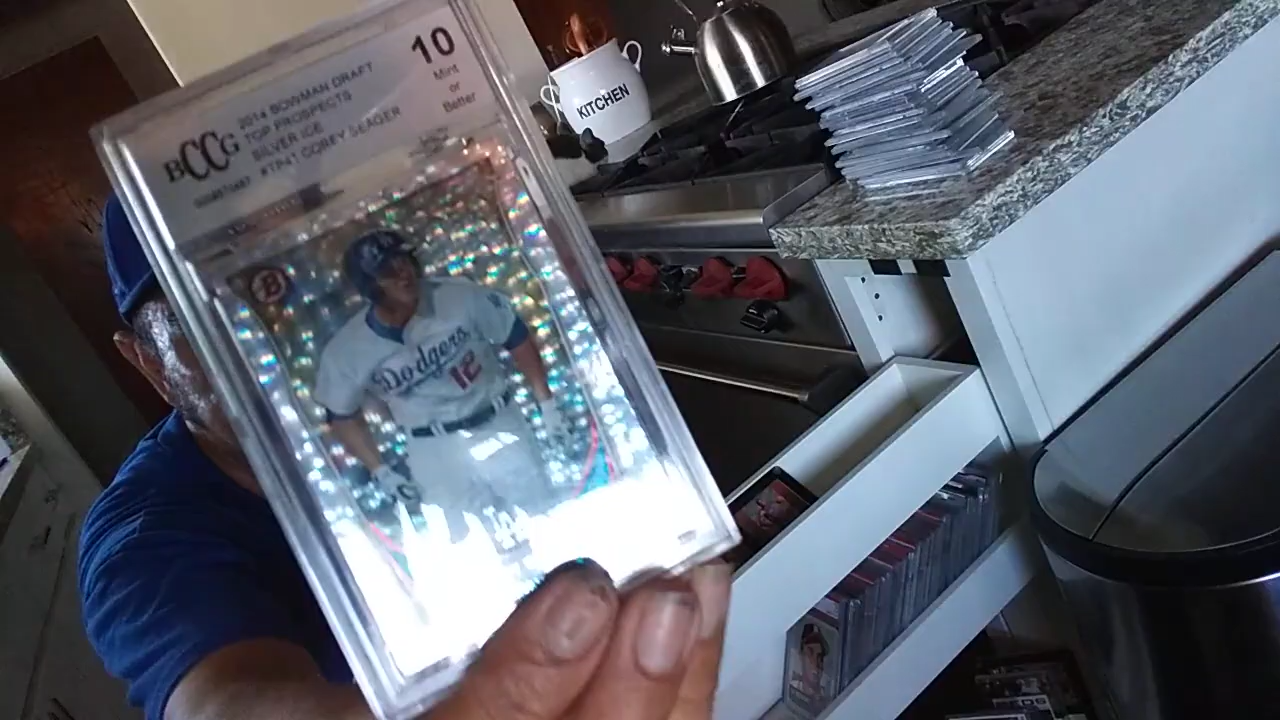 10
Mint
or
Better
BCCG
2014 BOWMAN DRAFT
TOP PROSPECTS
SILVER ICE
#TP41 COREY SEAGER
B
Dodgers
12
KITCHEN